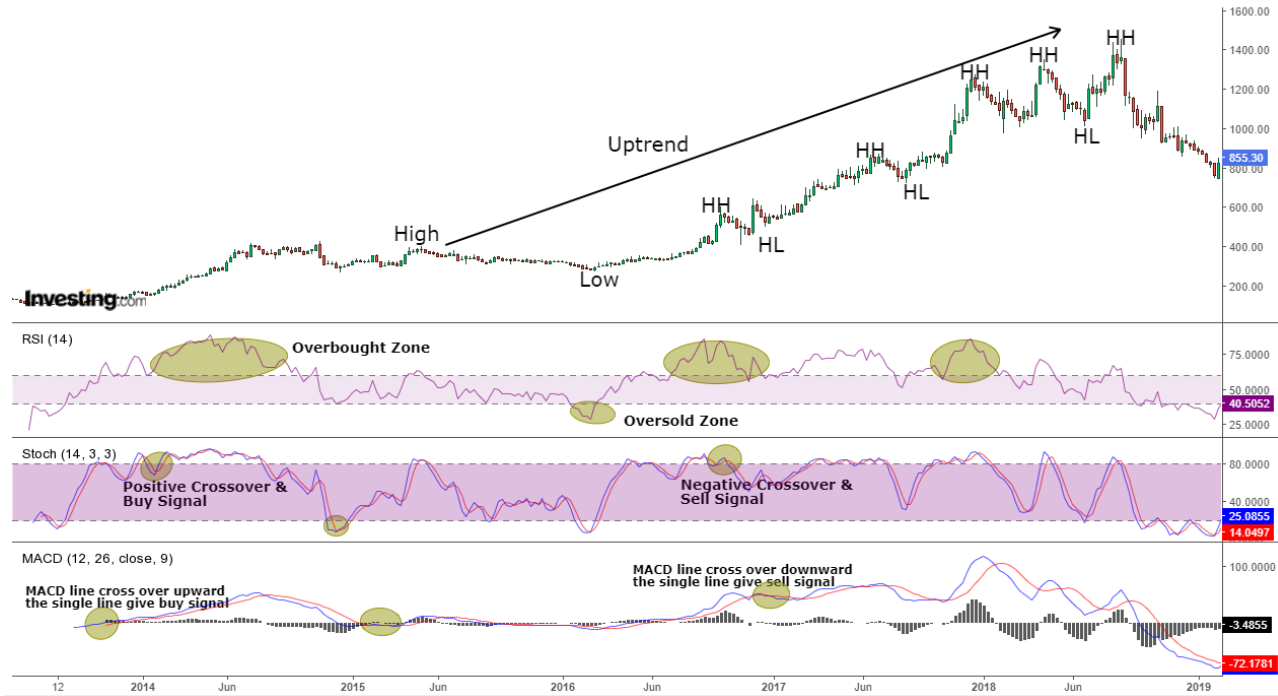 1600.00
HH
HH
HH
1400.00
1200.00
Uptrend
HL
1000.00
HH
855.30
800.00
HL
HH
600.00
High
HL
400.00
Low
200.00
Investing.com
RSI (14)
Overbought Zone
75.0000
50.0000
40.5052
Oversold Zone
25.0000
Stoch (14, 3, 3)
80.0000
Positive Crossover &
Buy Signal
Negative Crossover &
Sell Signal
40.0000
25.0855
14.0497
MACD (12, 26, close, 9)
100.0000
MACD line cross over upward
the single line give buy signal
MACD line cross over downward
the single line give sell signal
-3.4855
-72.1781
12 2014 Jun 2015 Jun 2016 Jun 2017 Jun 2018 Jun 2019